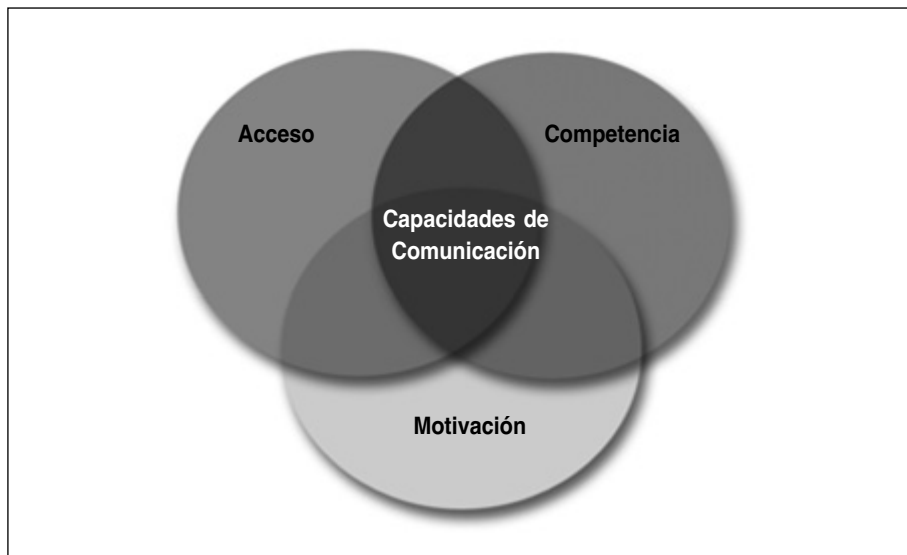 Acceso
Competencia
Capacidades de
Comunicación
Motivación